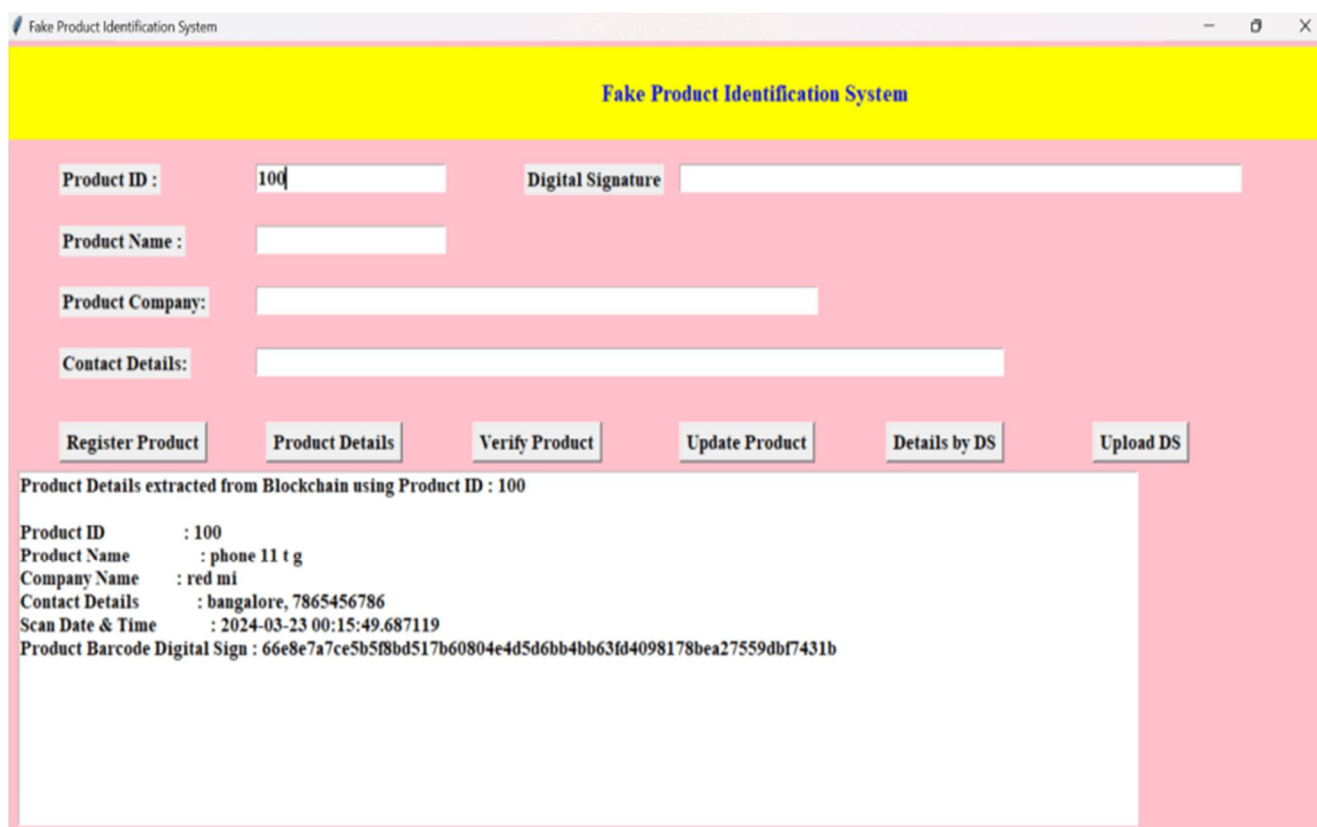 Fake Product Identification System
Fake Product Identification System
Product ID : 100 Digital Signature
Product Name :
Product Company:
Contact Details:
Register Product Product Details Verify Product Update Product Details by DS Upload DS
Product Details extracted from Blockchain using Product ID : 100
Product ID : 100
Product Name : phone 11 t g
Company Name : red mi
Contact Details : bangalore, 7865456786
Scan Date & Time : 2024-03-23 00:15:49.687119
Product Barcode Digital Sign : 66e8e7a7ce5b5f8bd517b60804e4d5d6bb4bb63fd4098178bea27559dbf7431b